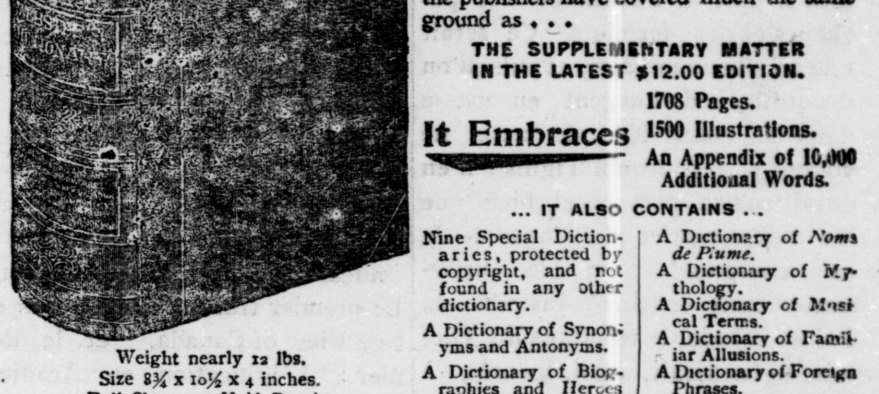 ground as . . .
THE SUPPLEMENTARY MATTER
IN THE LATEST $12.00 EDITION.
It Embraces
1708 Pages.
1500 Illustrations.
An Appendix of 10,000
Additional Words.
... IT ALSO CONTAINS ...
Nine Special Diction-
aries, protected by
copyright, and not
found in any other
dictionary.
A Dictionary of Synon-
yms and Antonyms.
A Dictionary of Biog-
raphies and Heroes
A Dictionary of Noms
de Plume.
A Dictionary of My-
thology.
A Dictionary of Musi
cal Terms.
A Dictionary of Famil-
iar Allusions.
A Dictionary of Foreign
Phrases.
Weight nearly 12 lbs.
Size 8¾ x 10½ x 4 inches.